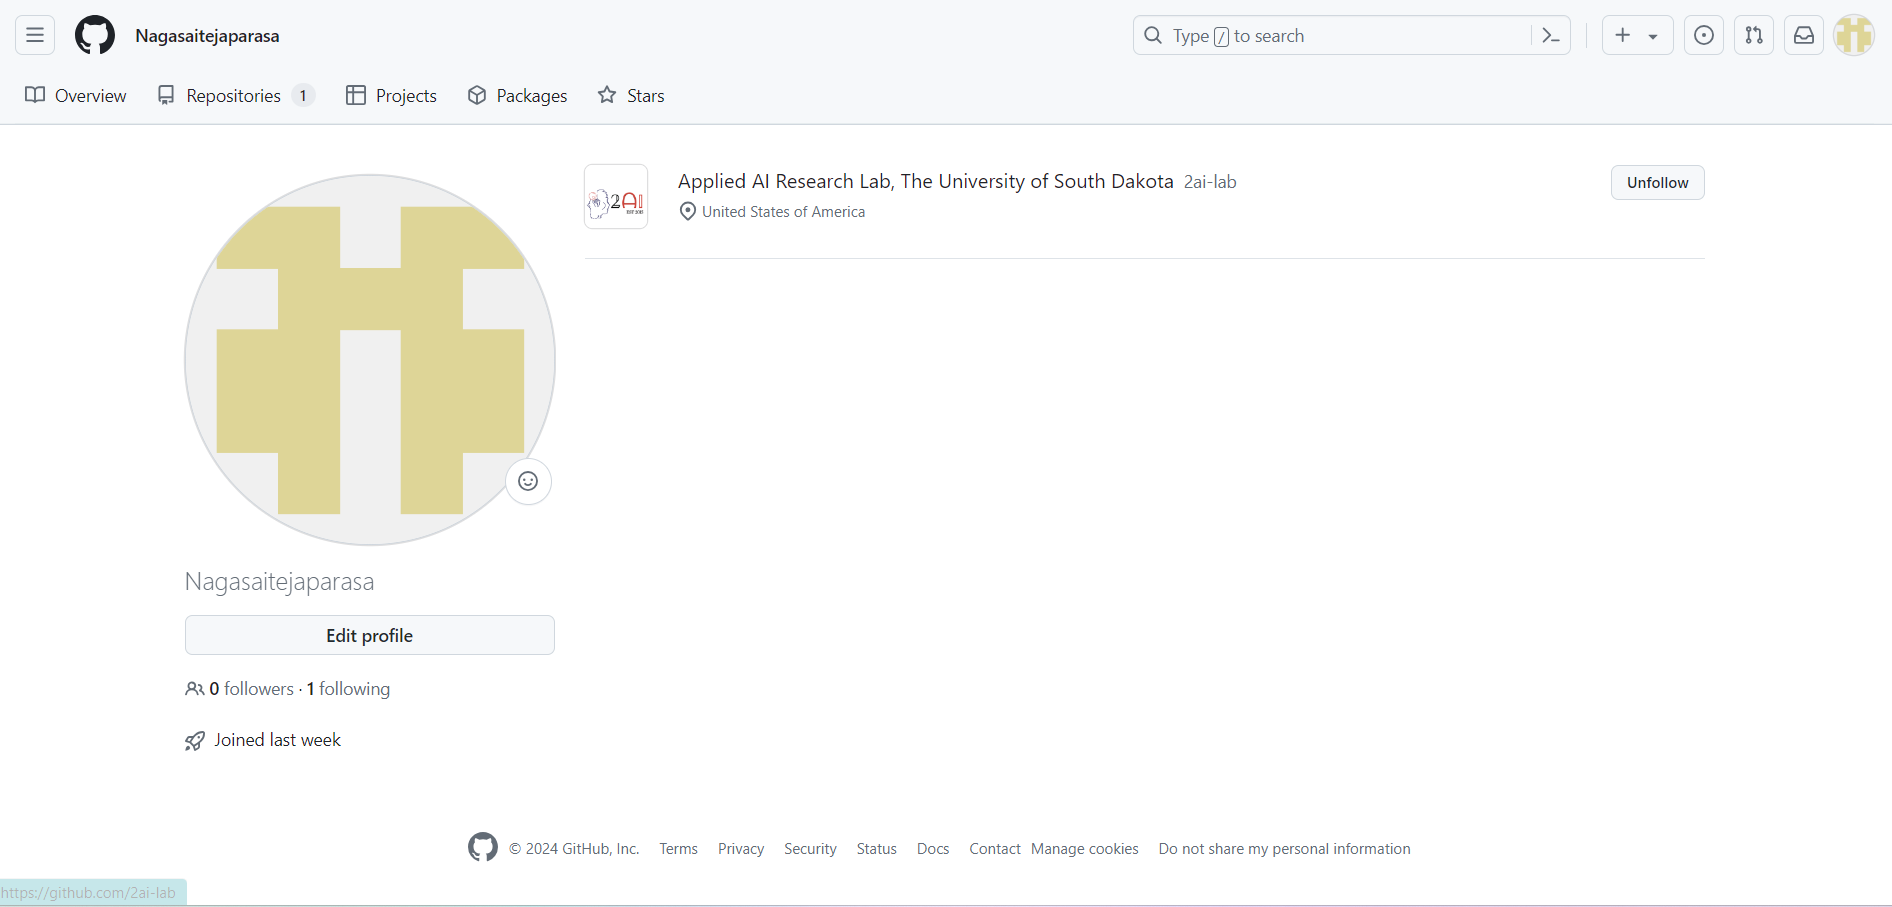 Nagasaitejaparasa
Type / to search
Overview
Repositories 1
Projects
Packages
Stars
2AI
Applied AI Research Lab, The University of South Dakota 2ai-lab
United States of America
Unfollow
Nagasaitejaparasa
Edit profile
0 followers · 1 following
Joined last week
© 2024 GitHub, Inc. Terms Privacy Security Status Docs Contact Manage cookies Do not share my personal information
https://github.com/2ai-lab